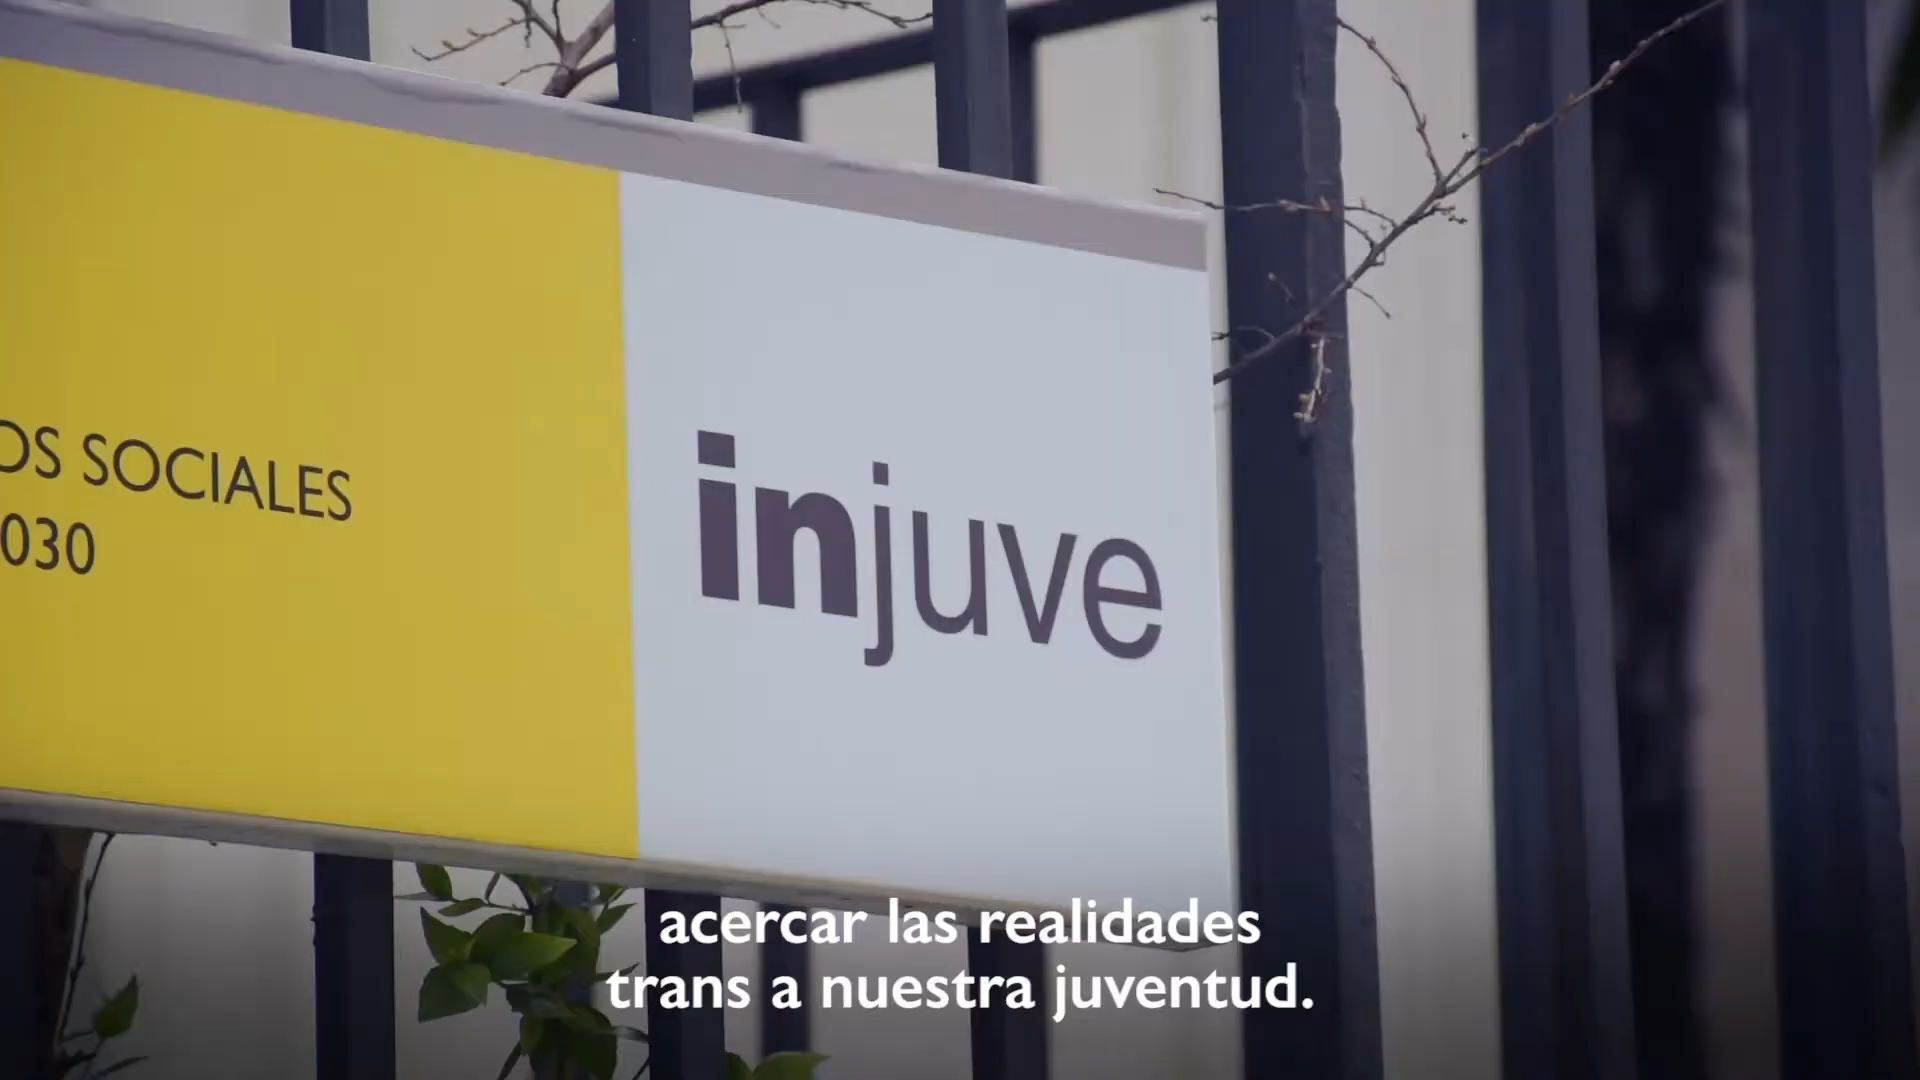 OS SOCIALES
030
injuve
acercar las realidades
trans a nuestra juventud.